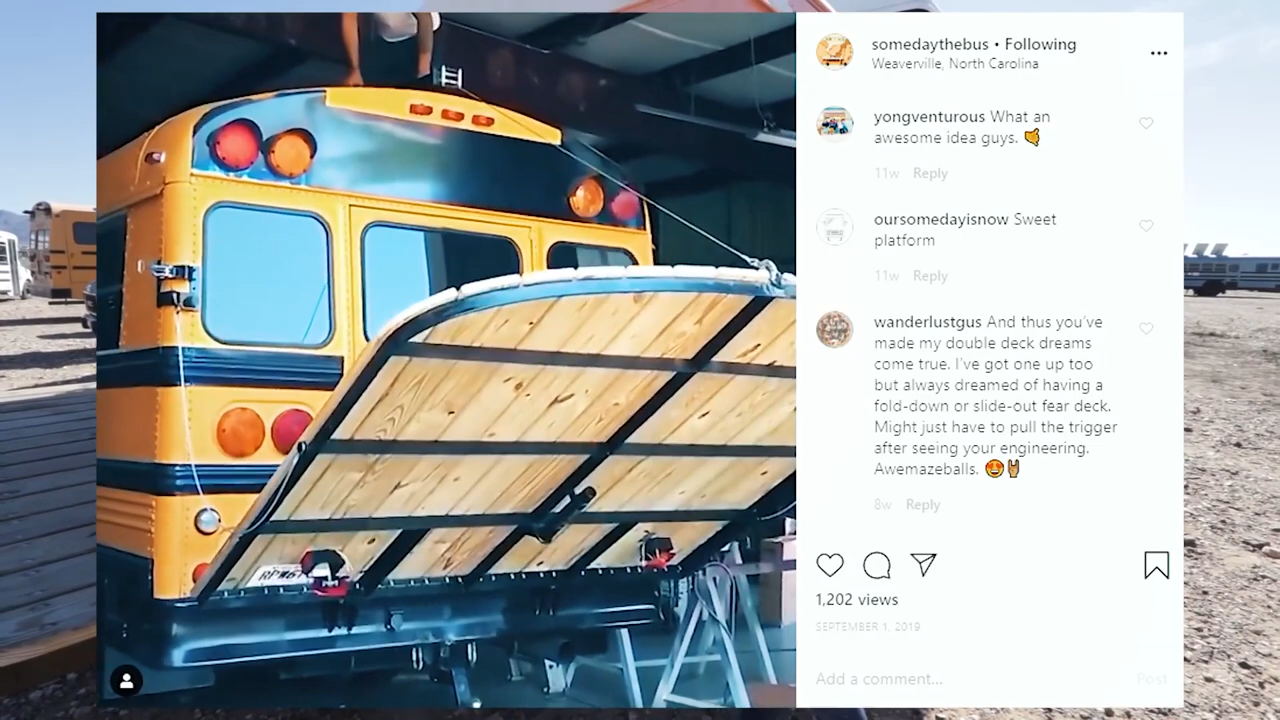 somedaythebus • Following
Weaverville, North Carolina
yongventurous What an
awesome idea guys. 🤙
11w Reply
oursomedayisnow Sweet
platform
11w Reply
wanderlustgus And thus you've
made my double deck dreams
come true. I've got one up too
but always dreamed of having a
fold-down or slide-out fear deck.
Might just have to pull the trigger
after seeing your engineering.
Awemazeballs. 😍🤘
8w Reply
1,202 views
SEPTEMBER 1, 2019
Add a comment...
Post